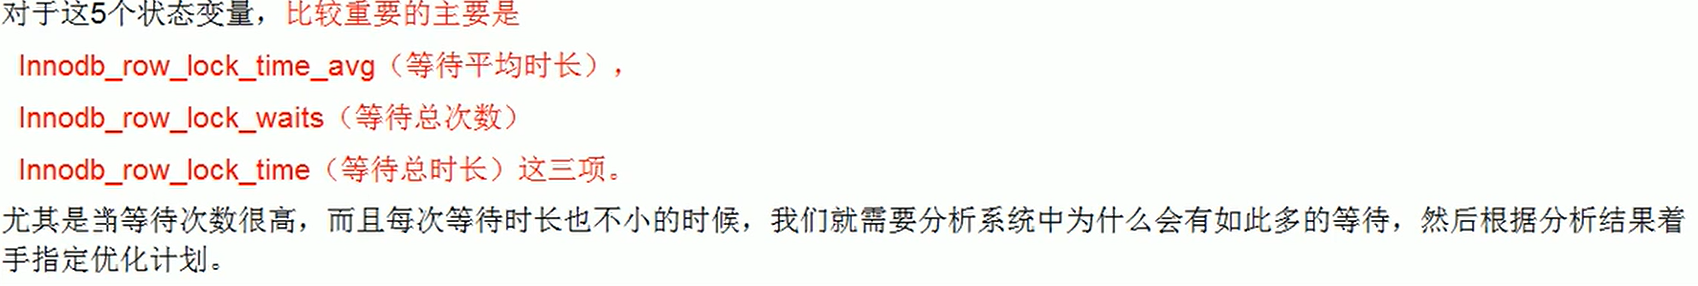 对于这5个状态变量，比较重要的主要是
Innodb_row_lock_time_avg（等待平均时长），
Innodb_row_lock_waits（等待总次数）
Innodb_row_lock_time（等待总时长）这三项。
尤其是当等待次数很高，而且每次等待时长也不小的时候，我们就需要分析系统中为什么会有如此多的等待，然后根据分析结果着
手指定优化计划。